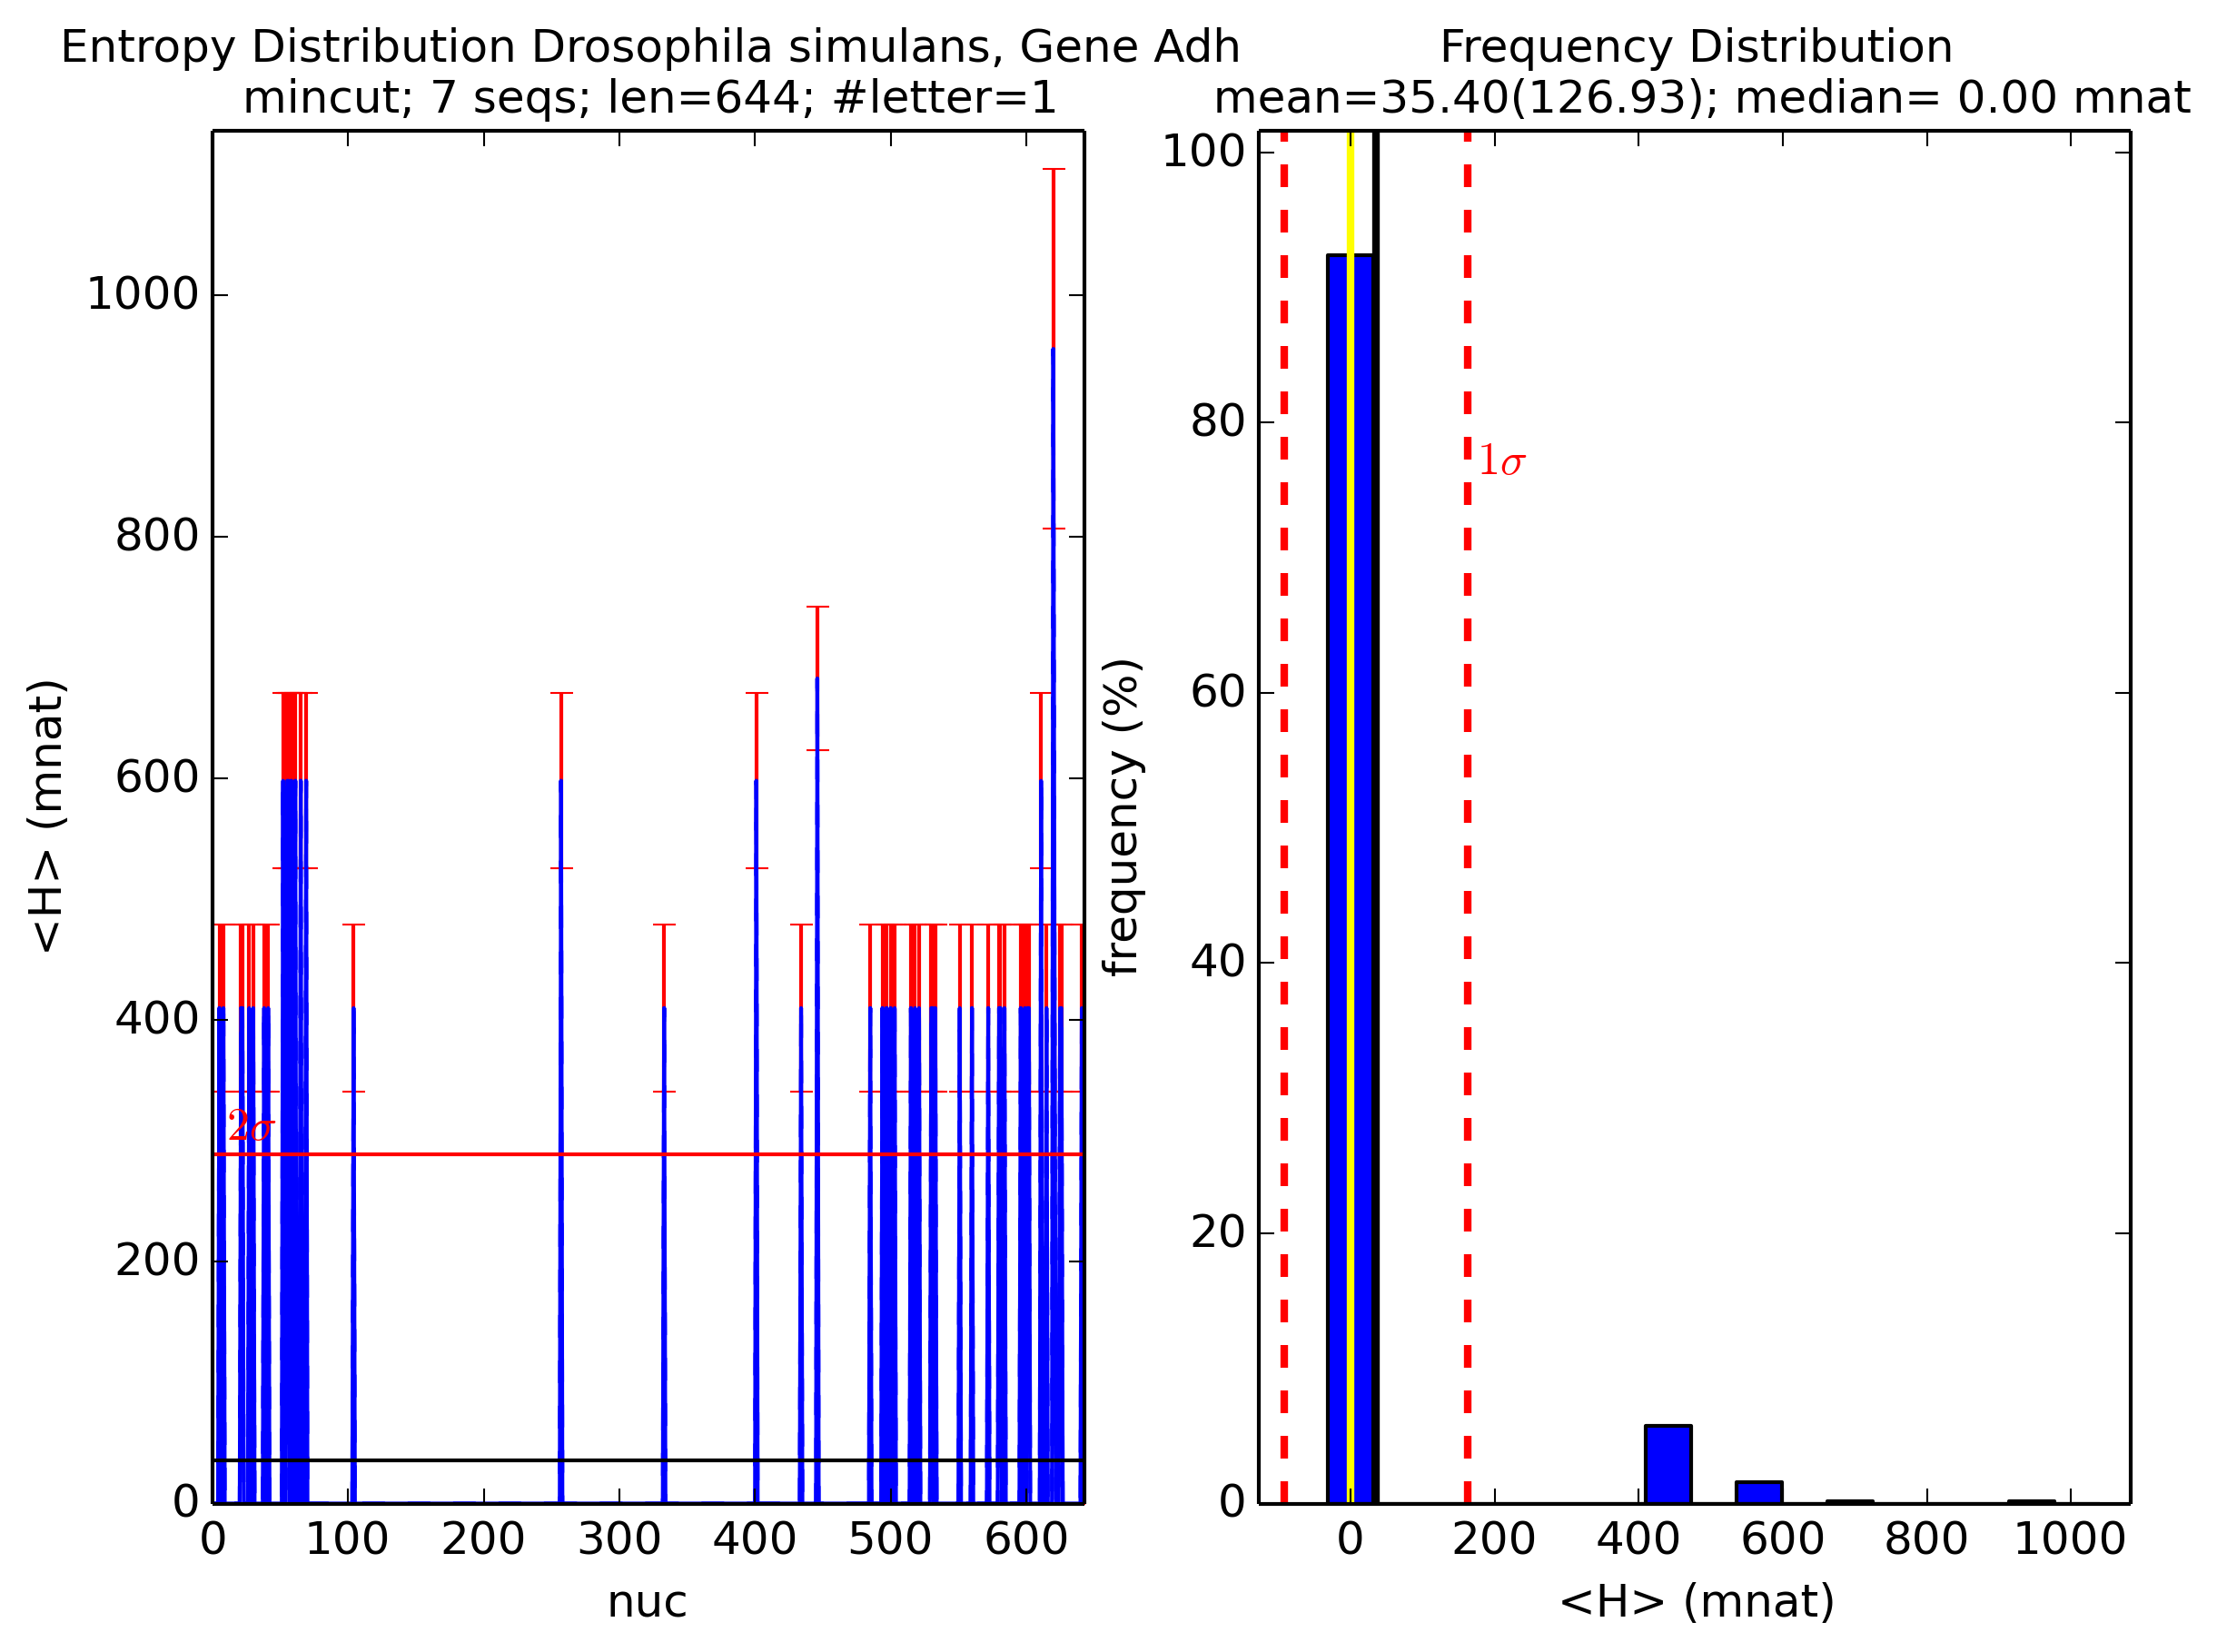 Entropy Distribution Drosophila simulans, Gene Adh
mincut; 7 seqs; len=644; #letter=1
<H> (mnat)
1000
800
600
400
200
0
2σ
0 100 200 300 400 500 600
nuc
Frequency Distribution
mean=35.40(126.93); median= 0.00 mnat
frequency (%)
100
80
60
40
20
0
1σ
0 200 400 600 800 1000
<H> (mnat)